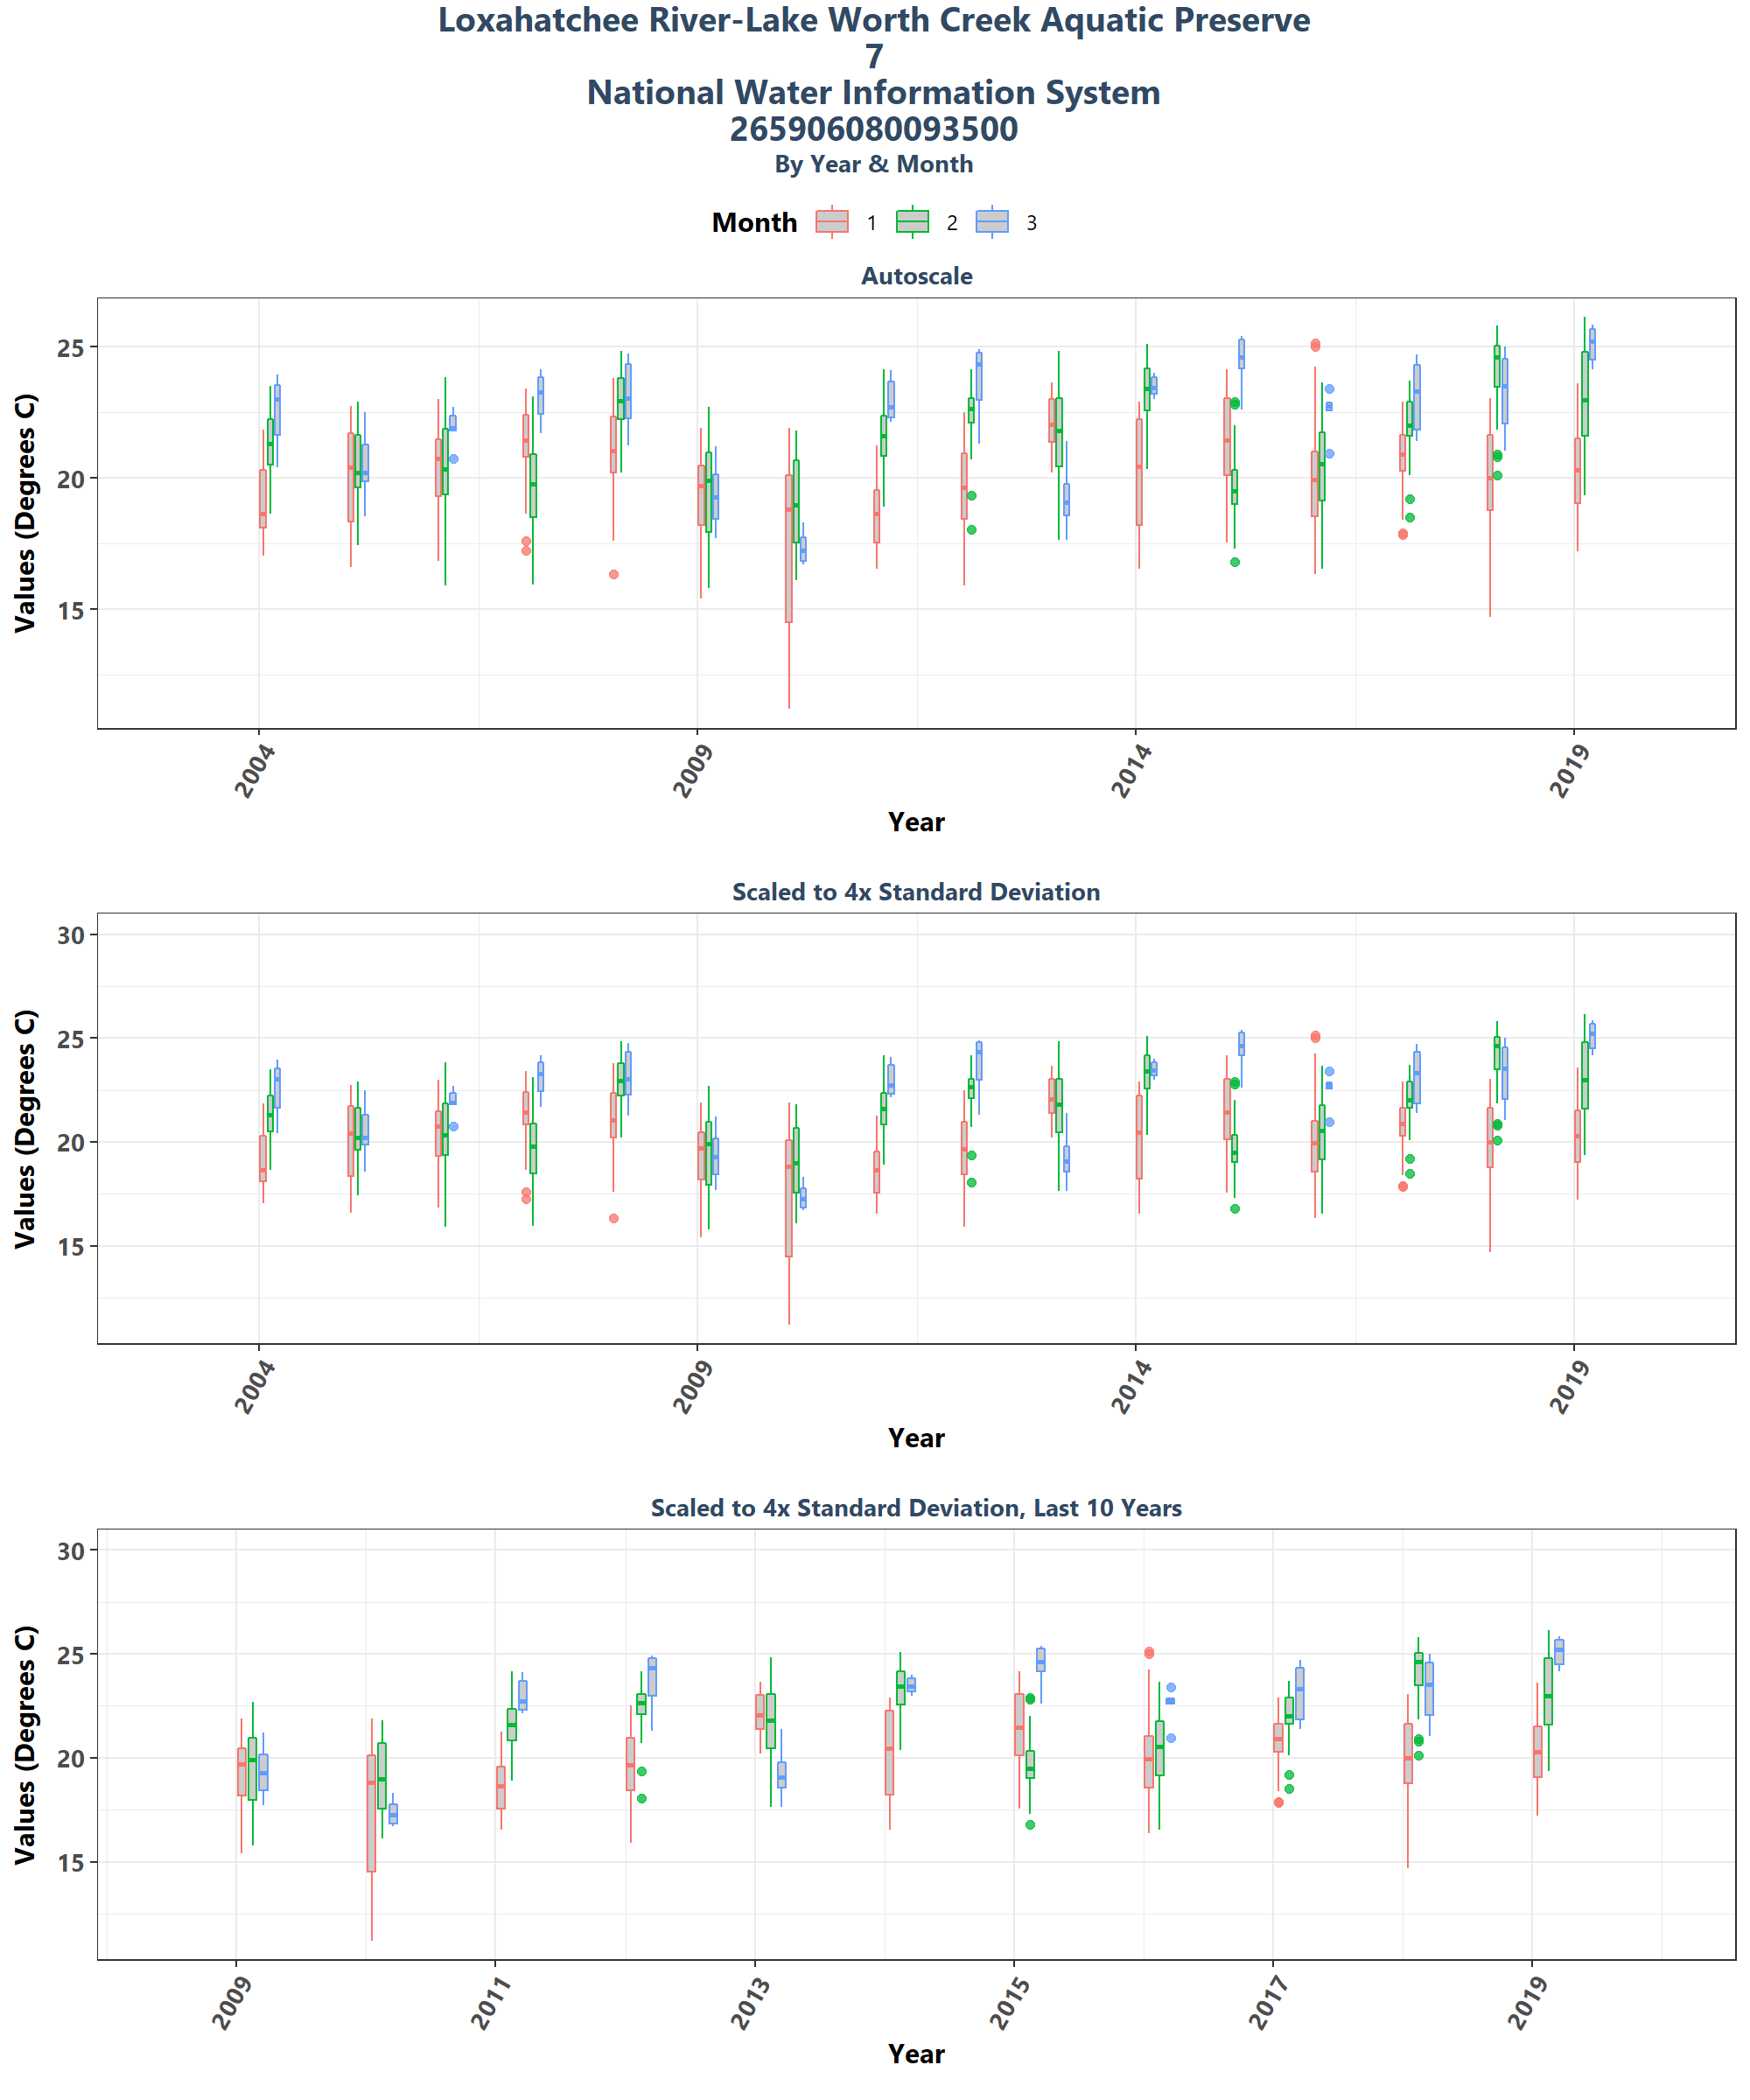 Loxahatchee River-Lake Worth Creek Aquatic Preserve
7
National Water Information System
265906080093500
By Year & Month
Month 1 2 3
Autoscale
Values (Degrees C)
25
20
15
2004 2009 2014 2019
Year
Scaled to 4x Standard Deviation
Values (Degrees C)
30
25
20
15
2004 2009 2014 2019
Year
Scaled to 4x Standard Deviation, Last 10 Years
Values (Degrees C)
30
25
20
15
2009 2011 2013 2015 2017 2019
Year